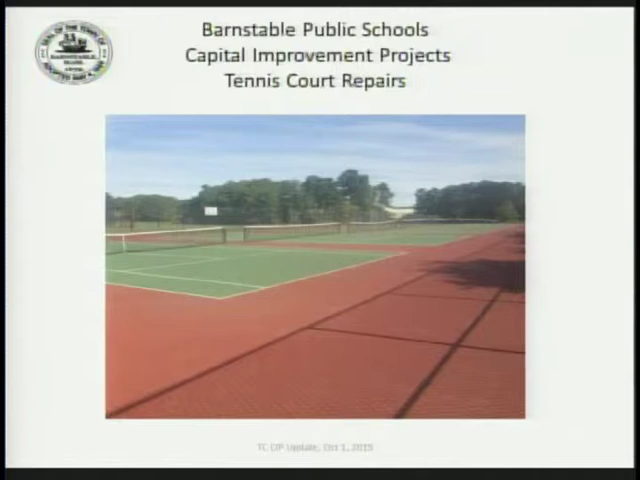 Barnstable Public Schools
Capital Improvement Projects
Tennis Court Repairs
TC CIP Update, Oct 1, 2015